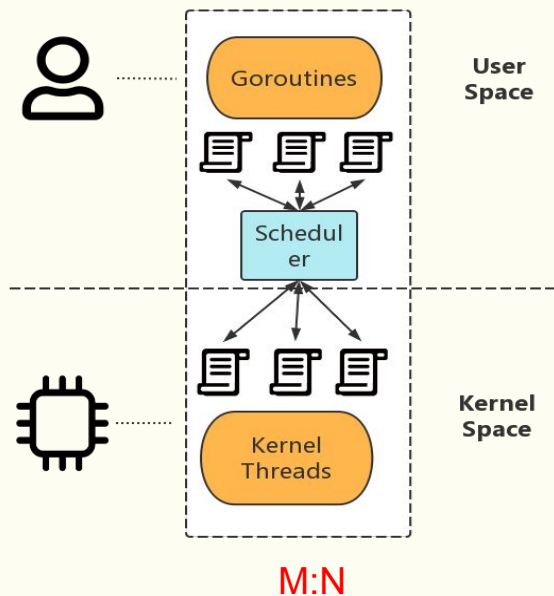 Goroutines
User
Space
Schedul
er
Kernel
Threads
Kernel
Space
M:N